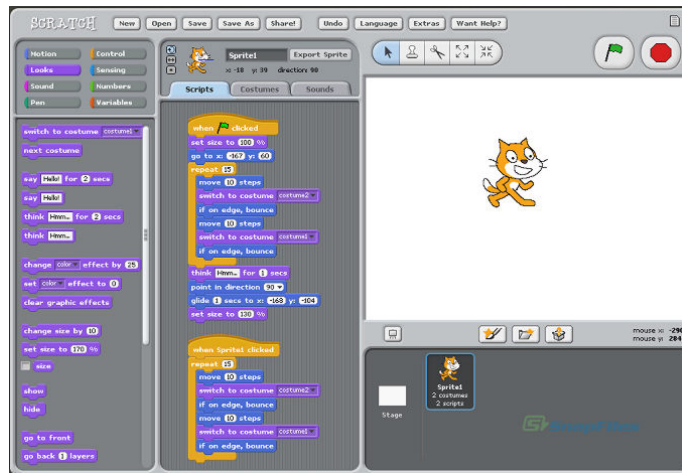 SCRATCH
New Open Save Save As Share! Undo Language Extras Want Help?
Motion Control
Looks Sensing
Sound Numbers
Pen Variables
switch to costume costume1
next costume
say Hello! for 2 secs
say Hello!
think Hmm... for 2 secs
think Hmm...
change color effect by 25
set color effect to 0
clear graphic effects
change size by 10
set size to 170 %
size
show
hide
go to front
go back 1 layers
Sprite1 Export Sprite
x: -18 y: 39 direction: 90
Scripts Costumes Sounds
when clicked
set size to 100 %
go to x: -167 y: 60
repeat 15
move 10 steps
switch to costume costume2
if on edge, bounce
move 10 steps
switch to costume costume1
if on edge, bounce
think Hmm... for 1 secs
point in direction 90
glide 1 secs to x: -168 y: -104
set size to 130 %
when Sprite1 clicked
repeat 15
move 10 steps
switch to costume costume2
if on edge, bounce
move 10 steps
switch to costume costume1
if on edge, bounce
mouse x: -290
mouse y: 284
Sprite1
2 costumes
2 scripts
Stage